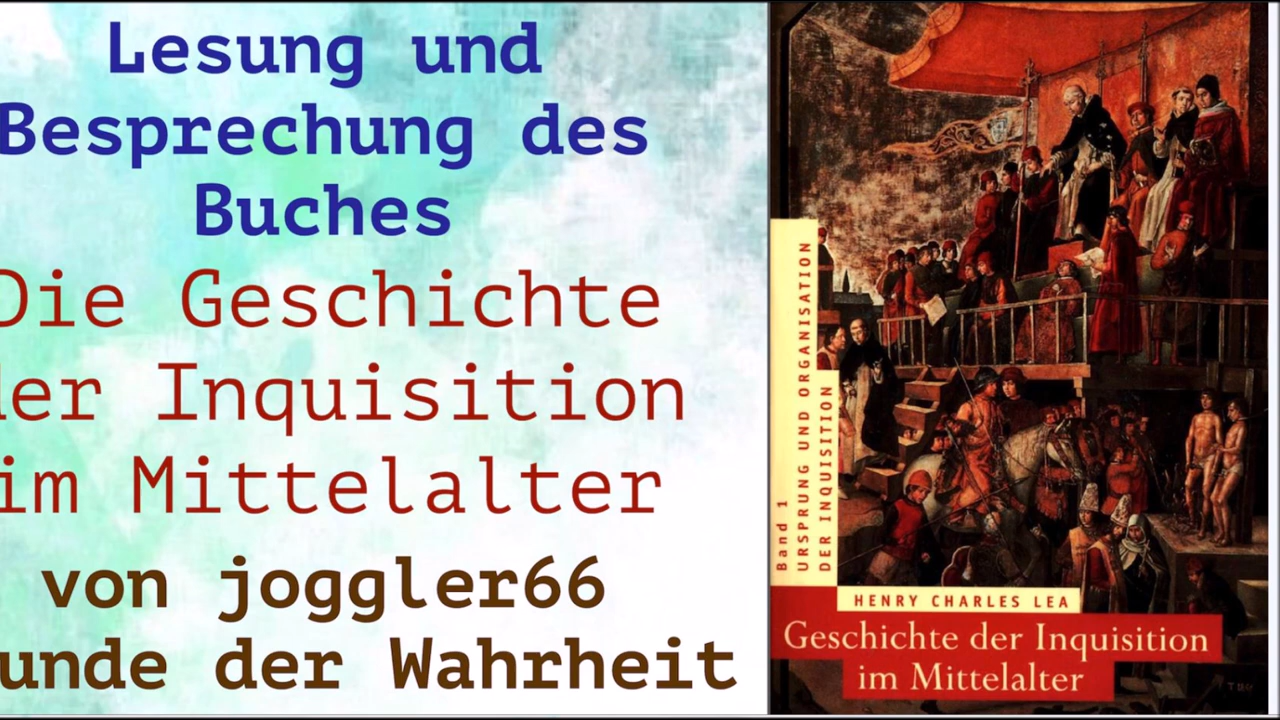 Lesung und
Besprechung des
Buches
Die Geschichte
der Inquisition
im Mittelalter
von joggler66
unde der Wahrheit
Band 1
URSPRUNG UND ORGANISATION
DER INQUISITION
HENRY CHARLES LEA
Geschichte der Inquisition
im Mittelalter